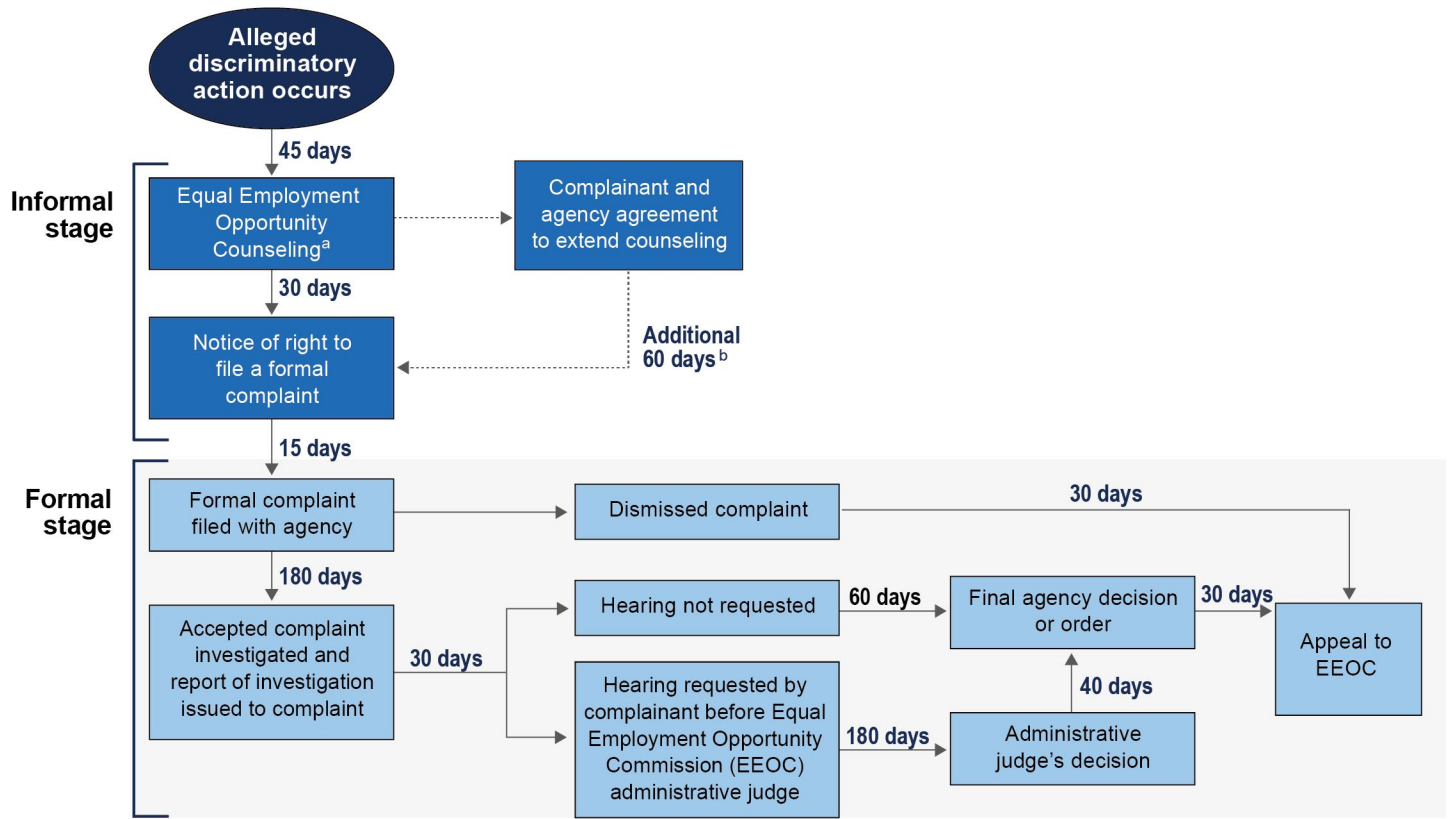 Alleged
discriminatory
action occurs
45 days
Informal
stage
Equal Employment
Opportunity
Counselingᵃ
Complainant and
agency agreement
to extend counseling
30 days
Additional
60 days ᵇ
Notice of right to
file a formal
complaint
15 days
Formal
stage
Formal complaint
filed with agency
Dismissed complaint
30 days
180 days
Accepted complaint
investigated and
report of investigation
issued to complaint
30 days
Hearing not requested
60 days
Final agency decision
or order
30 days
Appeal to
EEOC
Hearing requested by
complainant before Equal
Employment Opportunity
Commission (EEOC)
administrative judge
180 days
40 days
Administrative
judge’s decision